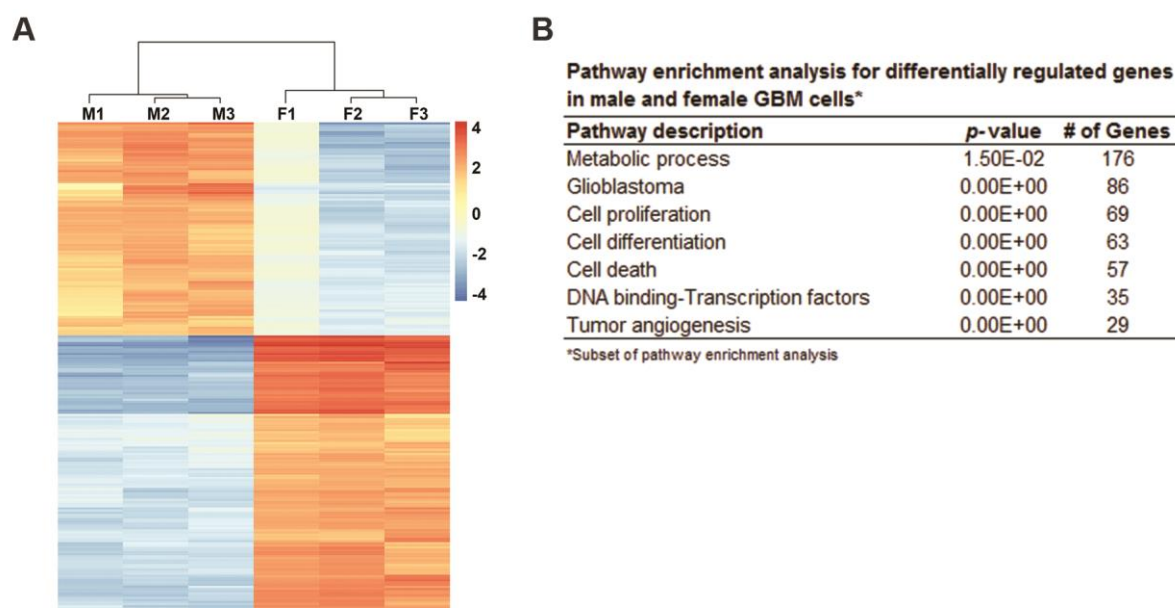 A
M1 M2 M3 F1 F2 F3
4
2
0
-2
-4
B
Pathway enrichment analysis for differentially regulated genes
in male and female GBM cells*
Pathway description p-value # of Genes
Metabolic process 1.50E-02 176
Glioblastoma 0.00E+00 86
Cell proliferation 0.00E+00 69
Cell differentiation 0.00E+00 63
Cell death 0.00E+00 57
DNA binding-Transcription factors 0.00E+00 35
Tumor angiogenesis 0.00E+00 29
*Subset of pathway enrichment analysis